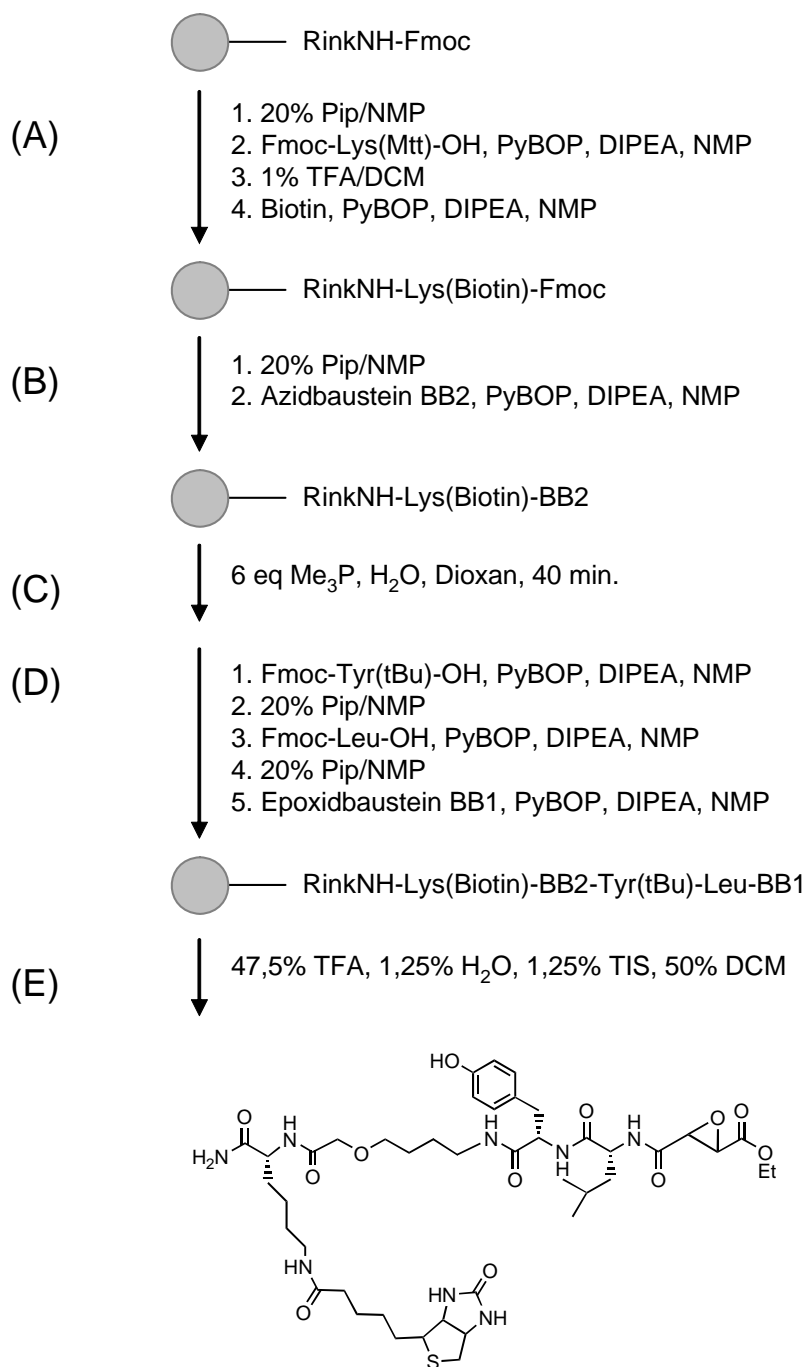 RinkNH-Fmoc
(A)
1. 20% Pip/NMP
2. Fmoc-Lys(Mtt)-OH, PyBOP, DIPEA, NMP
3. 1% TFA/DCM
4. Biotin, PyBOP, DIPEA, NMP
RinkNH-Lys(Biotin)-Fmoc
(B)
1. 20% Pip/NMP
2. Azidbaustein BB2, PyBOP, DIPEA, NMP
RinkNH-Lys(Biotin)-BB2
(C)
6 eq Me₃P, H₂O, Dioxan, 40 min.
(D)
1. Fmoc-Tyr(tBu)-OH, PyBOP, DIPEA, NMP
2. 20% Pip/NMP
3. Fmoc-Leu-OH, PyBOP, DIPEA, NMP
4. 20% Pip/NMP
5. Epoxidbaustein BB1, PyBOP, DIPEA, NMP
RinkNH-Lys(Biotin)-BB2-Tyr(tBu)-Leu-BB1
(E)
47,5% TFA, 1,25% H₂O, 1,25% TIS, 50% DCM
HO
O H N H N O H N O O
H₂N O O O N H O O O Et
HN
O
HN O
NH
S